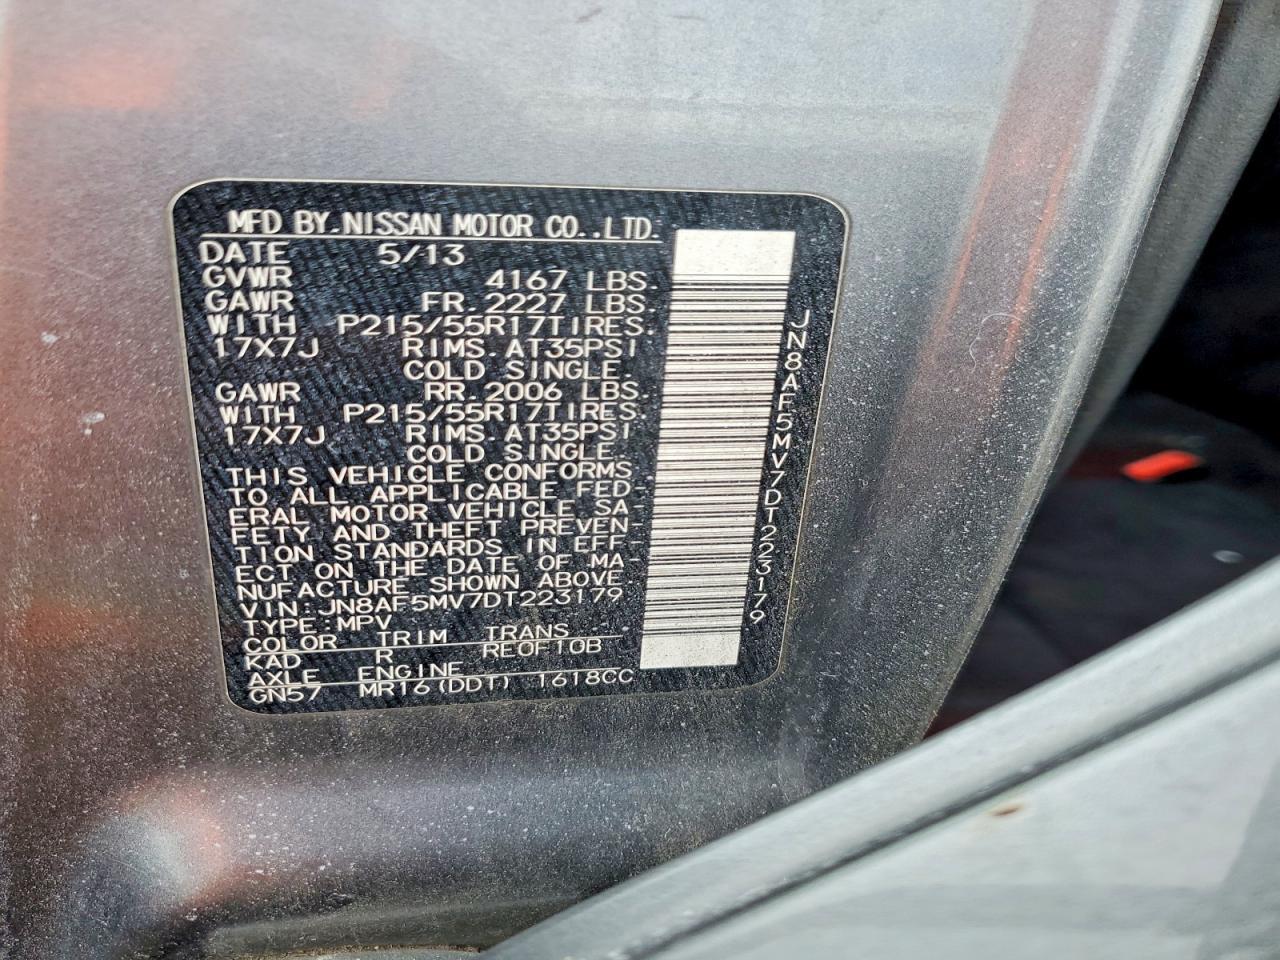 MFD BY.NISSAN MOTOR CO.,LTD.
DATE 5/13
GVWR 4167 LBS.
GAWR FR.2227 LBS.
WITH P215/55R17TIRES.
17X7J RIMS.AT35PSI
COLD SINGLE.
GAWR RR.2006 LBS.
WITH P215/55R17TIRES.
17X7J RIMS.AT35PSI
COLD SINGLE.
THIS VEHICLE CONFORMS
TO ALL APPLICABLE FED-
ERAL MOTOR VEHICLE SA-
FETY AND THEFT PREVEN-
TION STANDARDS IN EFF-
ECT ON THE DATE OF MA-
NUFACTURE SHOWN ABOVE.
VIN:JN8AF5MV7DT223179
TYPE:MPV
COLOR TRIM TRANS
KAD R REOF10B
AXLE ENGINE
GN57 MR16(DDT) 1618CC
JN8AF5MV7DT223179